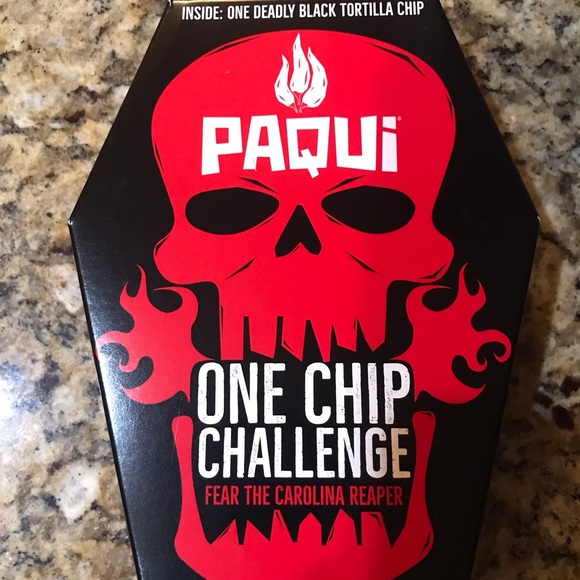 INSIDE: ONE DEADLY BLACK TORTILLA CHIP
PAQUi®
ONE CHIP
CHALLENGE
FEAR THE CAROLINA REAPER